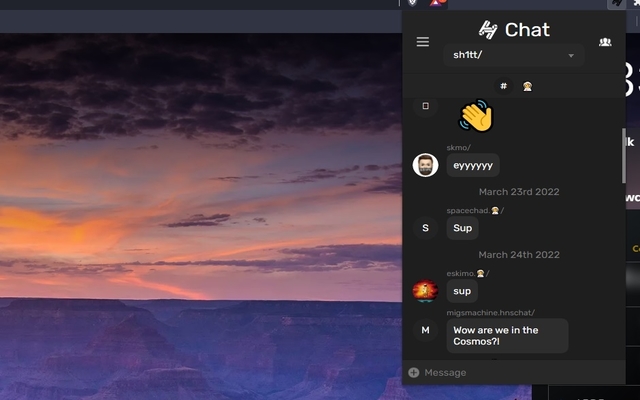 Chat
sh1tt/
#
skmo/
eyyyyyy
March 23rd 2022
spacechad./
S
Sup
March 24th 2022
eskimo./
sup
migsmachine.hnschat/
M
Wow are we in the
Cosmos?!
Message